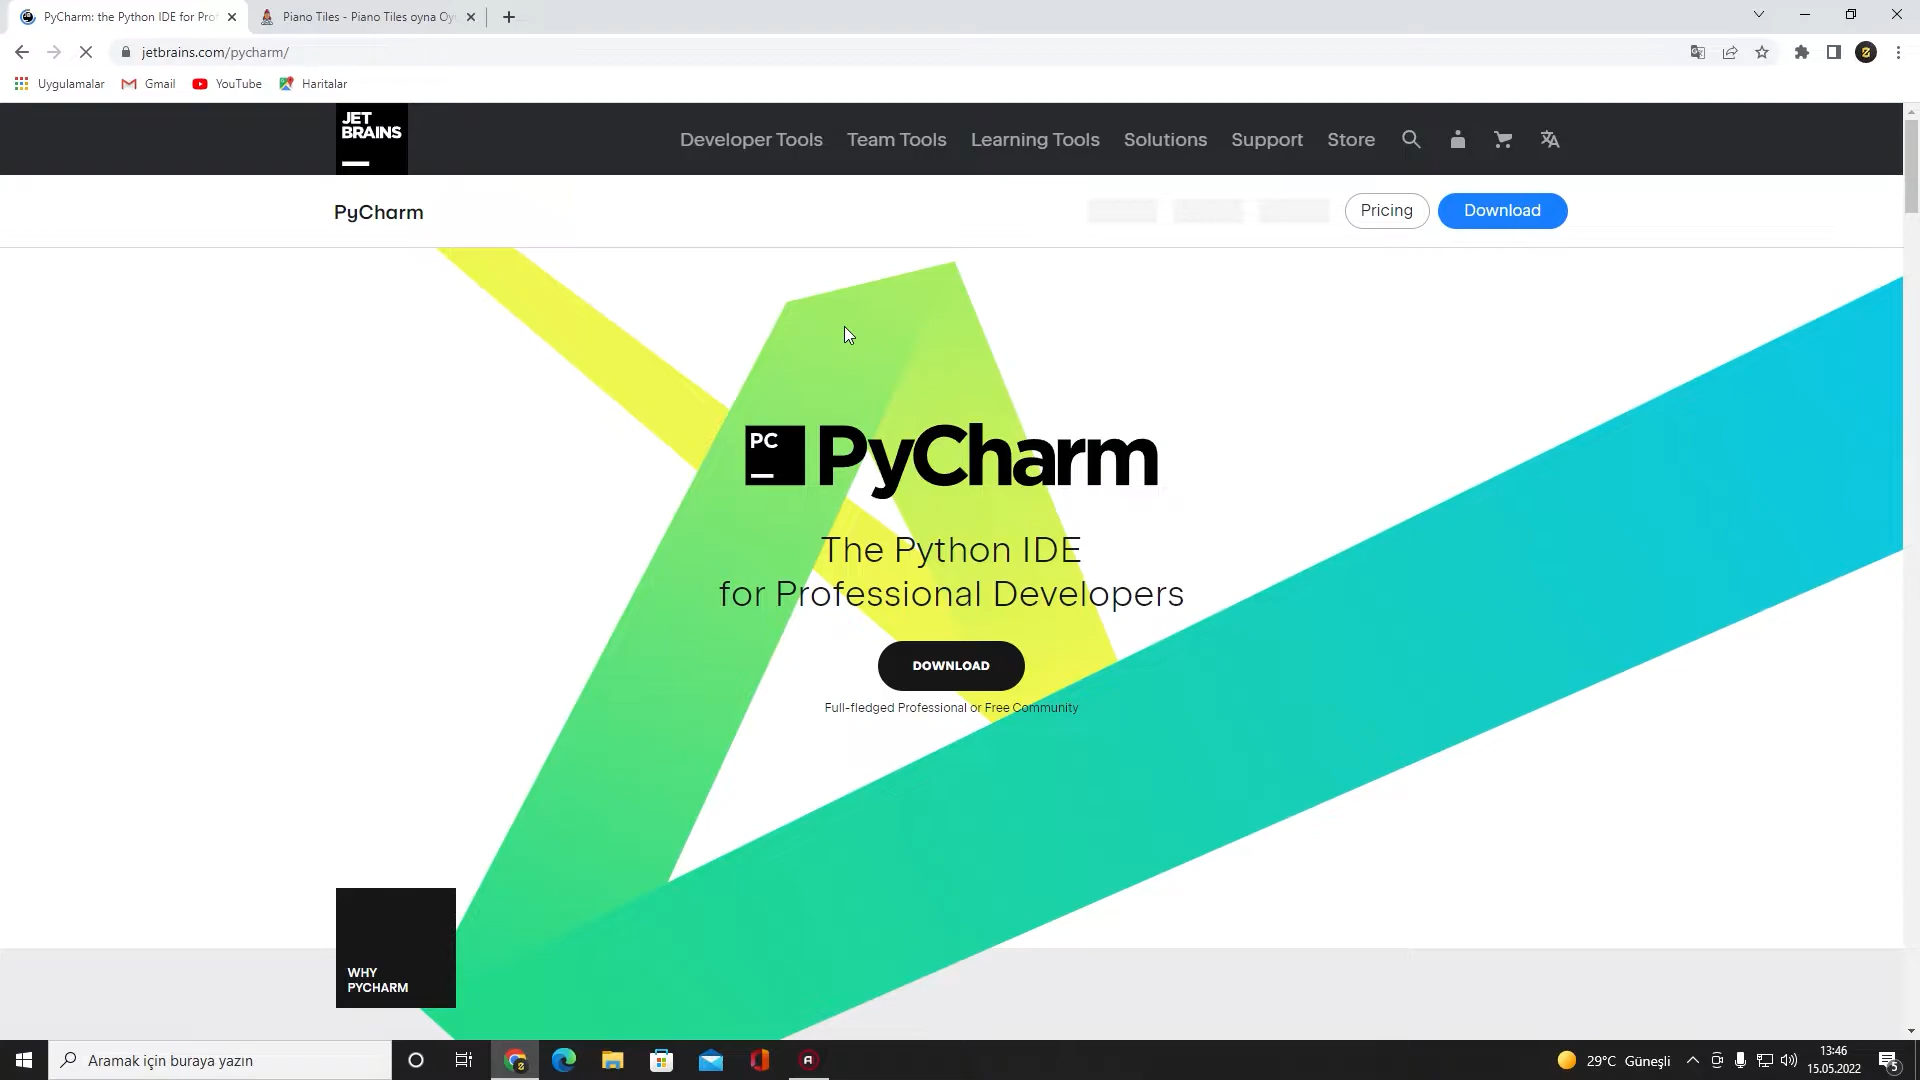 PyCharm: the Python IDE for Prof
Piano Tiles - Piano Tiles oyna Oyu
jetbrains.com/pycharm/
Uygulamalar
Gmail
YouTube
Haritalar
JET
BRAINS
Developer Tools
Team Tools
Learning Tools
Solutions
Support
Store
PyCharm
Pricing
Download
PC
PyCharm
The Python IDE
for Professional Developers
DOWNLOAD
Full-fledged Professional or Free Community
WHY
PYCHARM
Aramak için buraya yazın
29°C Güneşli
13:46
15.05.2022
5